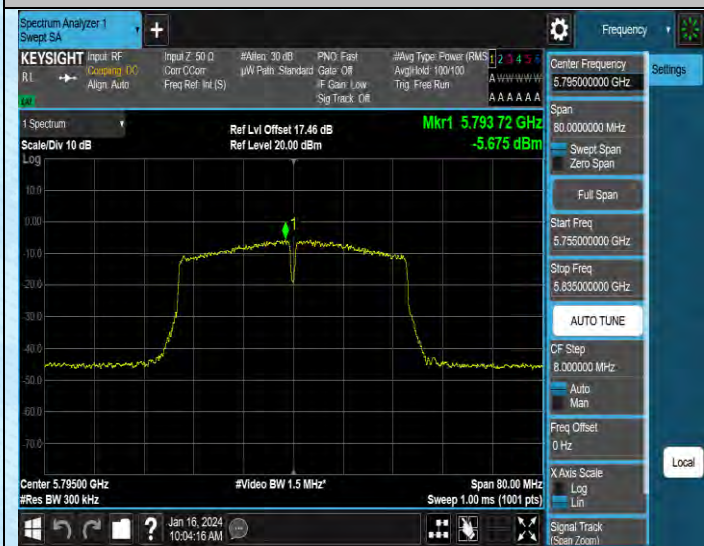 Spectrum Analyzer 1
Swept SA
Frequency
KEYSIGHT
RL
Input: RF
Coupling: DC
Align: Auto
Input Z: 50 Ω
Corr CCorr
Freq Ref: Int (S)
#Atten: 30 dB
µW Path: Standard
PNO: Fast
Gate: Off
IF Gain: Low
Sig Track: Off
#Avg Type: Power (RMS
Avg|Hold: 100/100
Trig: Free Run
1 2 3 4 5 6
A W W W W W
A A A A A A
1 Spectrum
Scale/Div 10 dB
Ref Lvl Offset 17.46 dB
Ref Level 20.00 dBm
Mkr1 5.793 72 GHz
-5.675 dBm
Log
10.0
0.00
-10.0
-20.0
-30.0
-40.0
-50.0
-60.0
-70.0
1
Center 5.79500 GHz
#Res BW 300 kHz
#Video BW 1.5 MHz*
Span 80.00 MHz
Sweep 1.00 ms (1001 pts)
Center Frequency
5.795000000 GHz
Settings
Span
80.0000000 MHz
Swept Span
Zero Span
Full Span
Start Freq
5.755000000 GHz
Stop Freq
5.835000000 GHz
AUTO TUNE
CF Step
8.000000 MHz
Auto
Man
Freq Offset
0 Hz
X Axis Scale
Log
Lin
Local
Signal Track
(Span Zoom)
?
Jan 16, 2024
10:04:16 AM